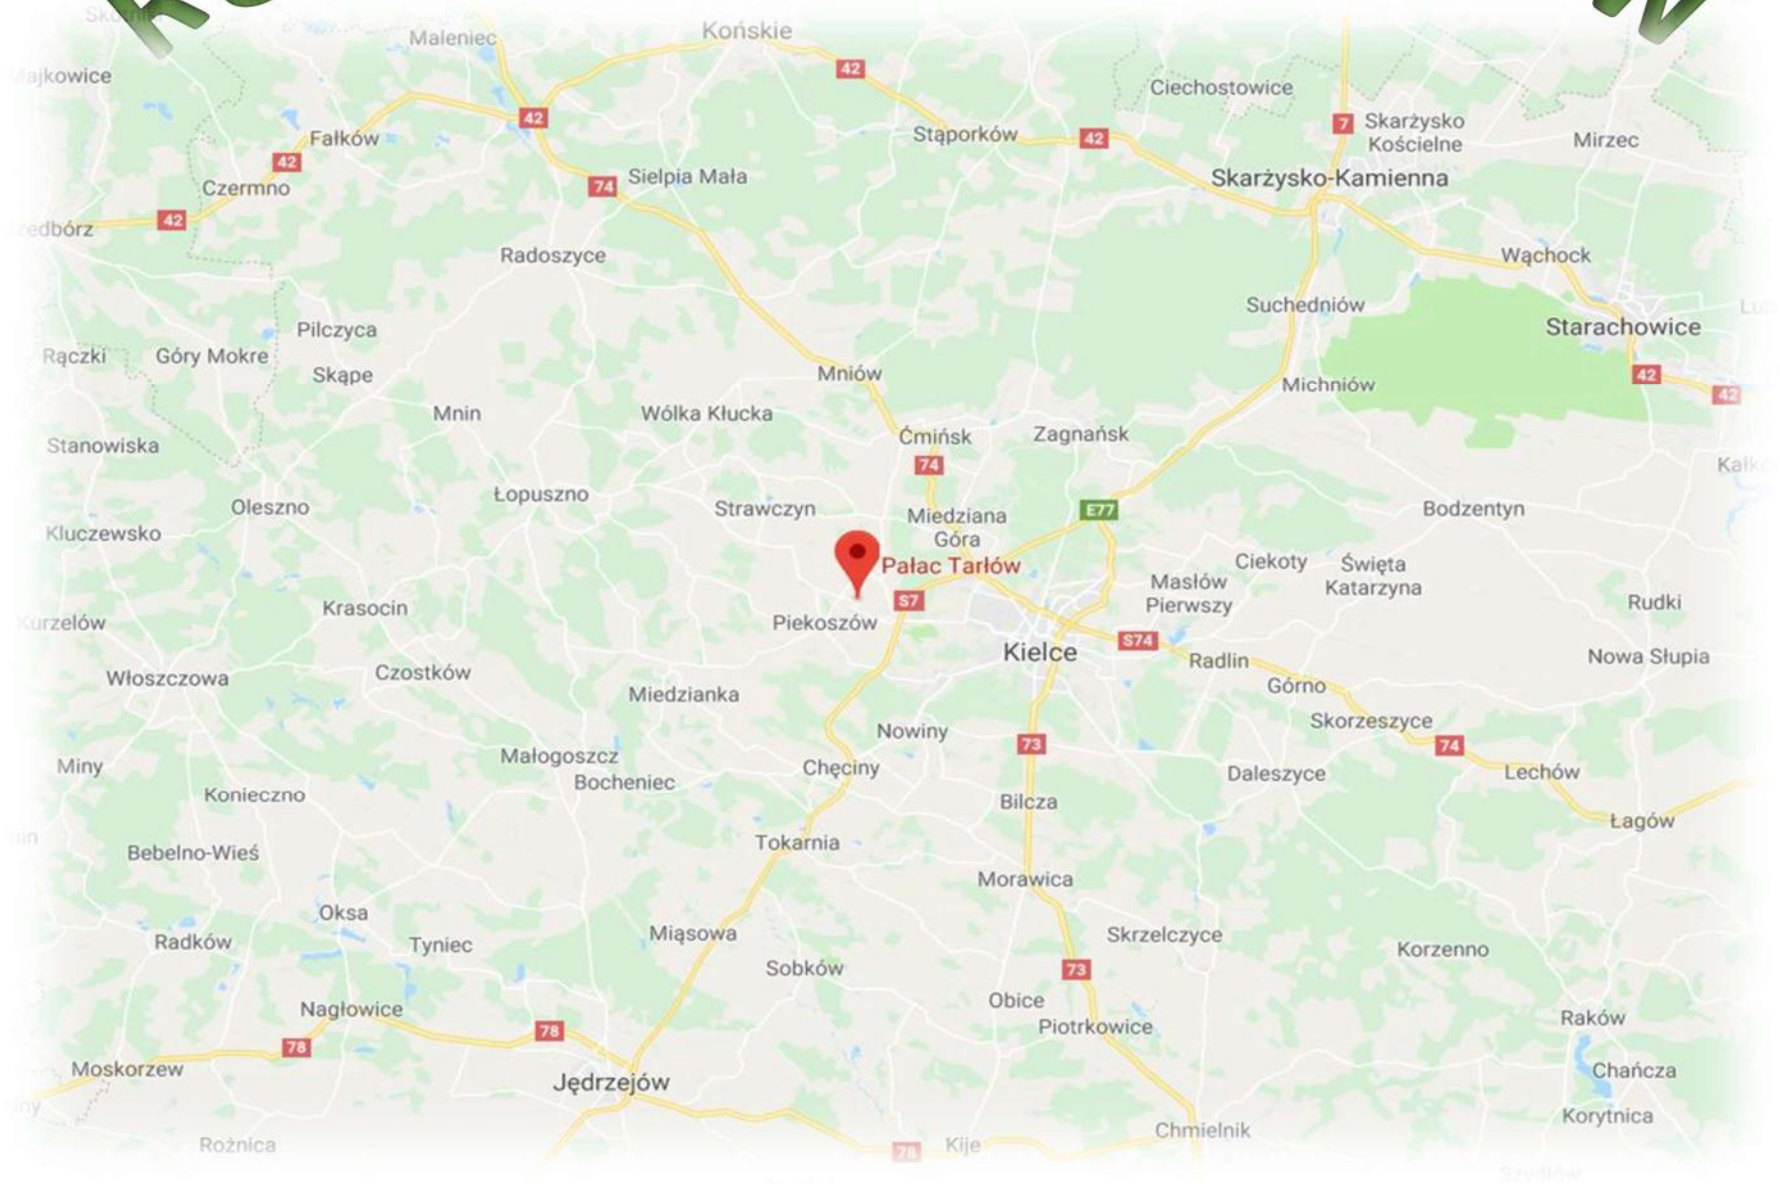 Maleniec
Końskie
42
Ciechostowice
42
7
Skarżysko
Kościelne
Mirzec
Fałków
42
Stąporków
42
Czermno
74
Sielpia Mała
Skarżysko-Kamienna
42
Radoszyce
Wąchock
Suchedniów
Starachowice
Pilczyca
Rączki
Góry Mokre
Skąpe
Mniów
Michniów
42
42
Mnin
Wólka Kłucka
Ćmińsk
Zagnańsk
Stanowiska
74
Łopuszno
Strawczyn
E77
Bodzentyn
Oleszno
Kluczewsko
Miedziana
Góra
Pałac Tarłów
Ciekoty
Święta
Katarzyna
Masłów
Pierwszy
S7
Rudki
Krasocin
Kurzelów
Piekoszów
Kielce
S74
Radlin
Nowa Słupia
Włoszczowa
Czostków
Miedzianka
Górno
Skorzeszyce
Nowiny
73
74
Małogoszcz
Bocheniec
Chęciny
Daleszyce
Lechów
Miny
Konieczno
Bilcza
Łagów
Tokarnia
Bebelno-Wieś
Morawica
Oksa
Radków
Tyniec
Miąsowa
Skrzelczyce
Korzenno
Sobków
73
Nagłowice
Obice
Piotrkowice
Raków
78
78
Moskorzew
Jędrzejów
Chańcza
Korytnica
Rożnica
78
Kije
Chmielnik